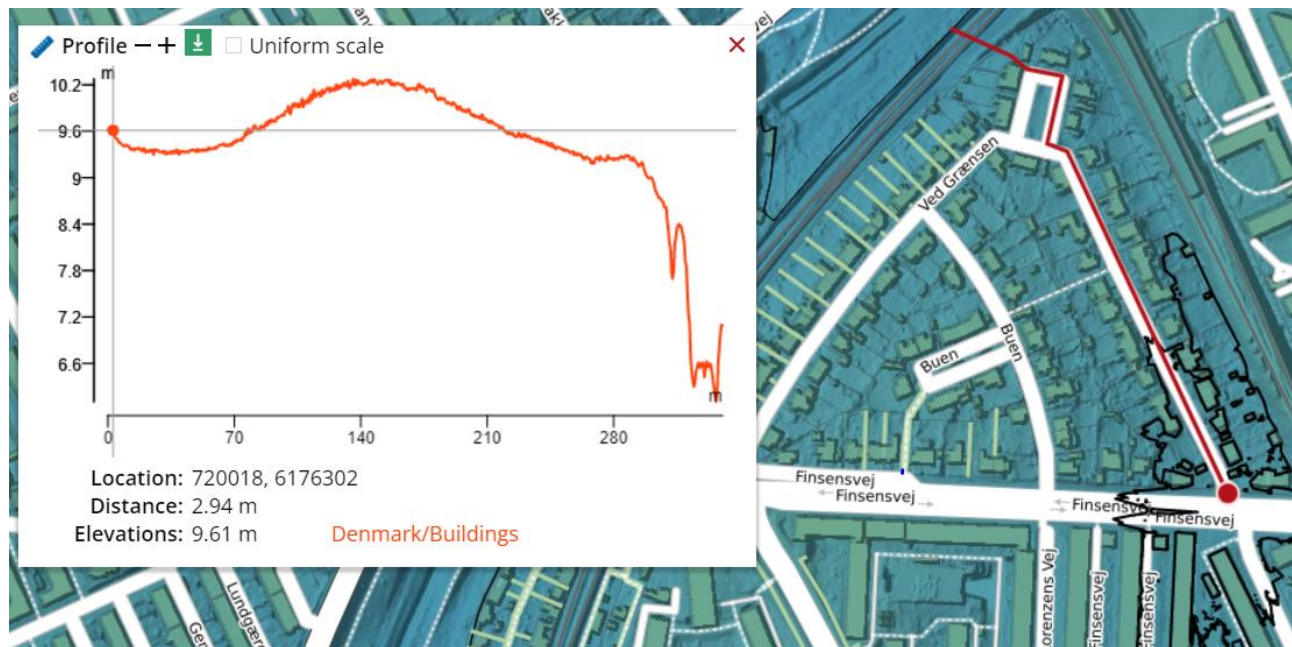 Profile − + Uniform scale ×
m
10.2
9.6
9
8.4
7.8
7.2
6.6
m
0 70 140 210 280
Location: 720018, 6176302
Distance: 2.94 m
Elevations: 9.61 m Denmark/Buildings
Ved Grænsen
Buen
Buen
Finsensvej
Finsensvej
Finsensvej
Finsensvej
Finsensvej